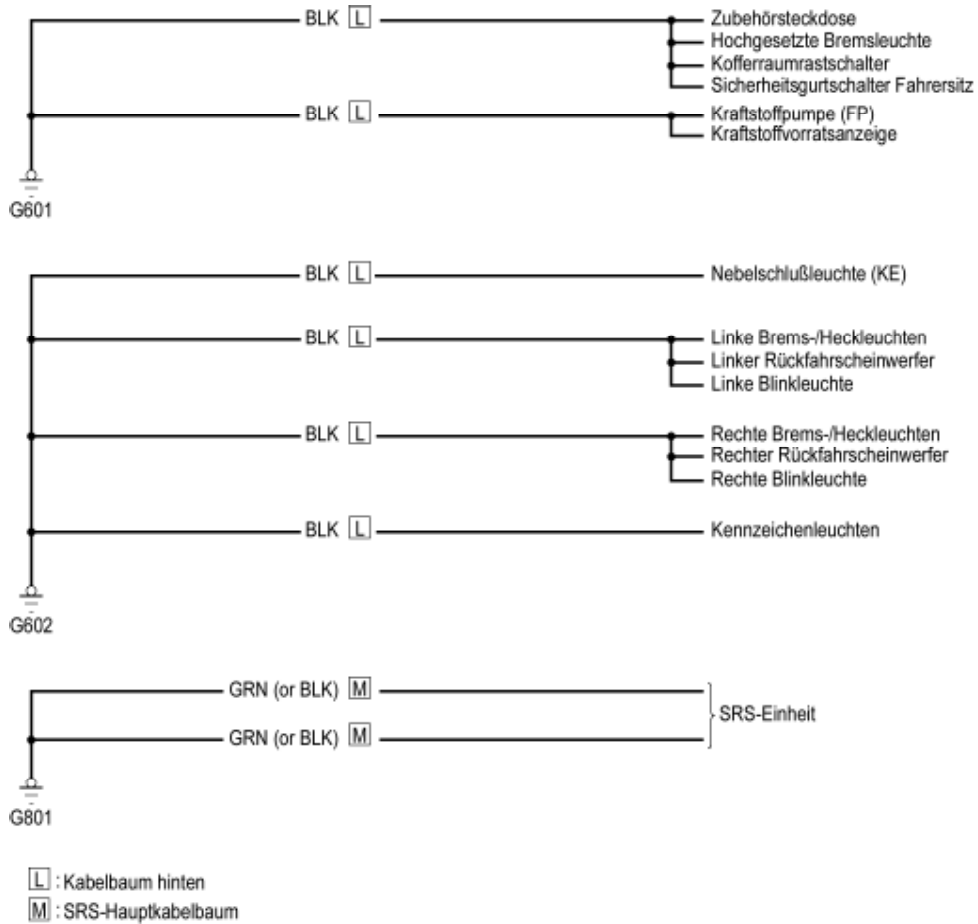 BLK L Zubehörsteckdose
Hochgesetzte Bremsleuchte
Kofferraumrastschalter
Sicherheitsgurtschalter Fahrersitz
BLK L Kraftstoffpumpe (FP)
Kraftstoffvorratsanzeige
G601
BLK L Nebelschlußleuchte (KE)
BLK L Linke Brems-/Heckleuchten
Linker Rückfahrscheinwerfer
Linke Blinkleuchte
BLK L Rechte Brems-/Heckleuchten
Rechter Rückfahrscheinwerfer
Rechte Blinkleuchte
BLK L Kennzeichenleuchten
G602
GRN (or BLK) M
SRS-Einheit
GRN (or BLK) M
G801
L : Kabelbaum hinten
M : SRS-Hauptkabelbaum